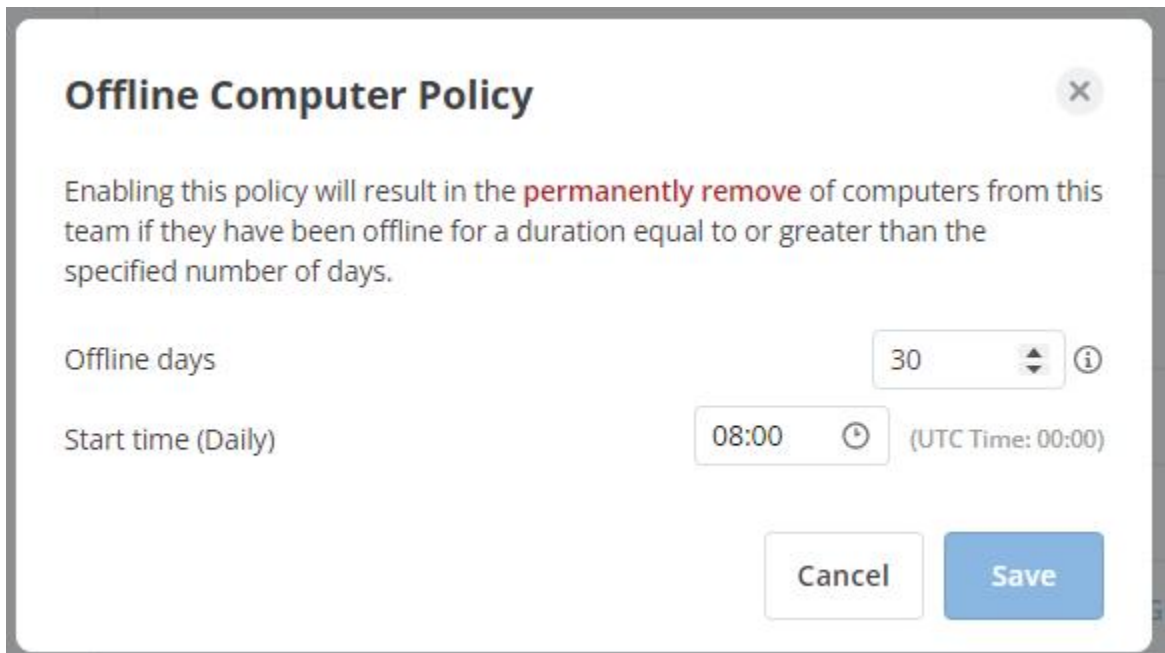 Offline Computer Policy
Enabling this policy will result in the permanently remove of computers from this
team if they have been offline for a duration equal to or greater than the
specified number of days.
Offline days 30
Start time (Daily) 08:00 (UTC Time: 00:00)
Cancel Save